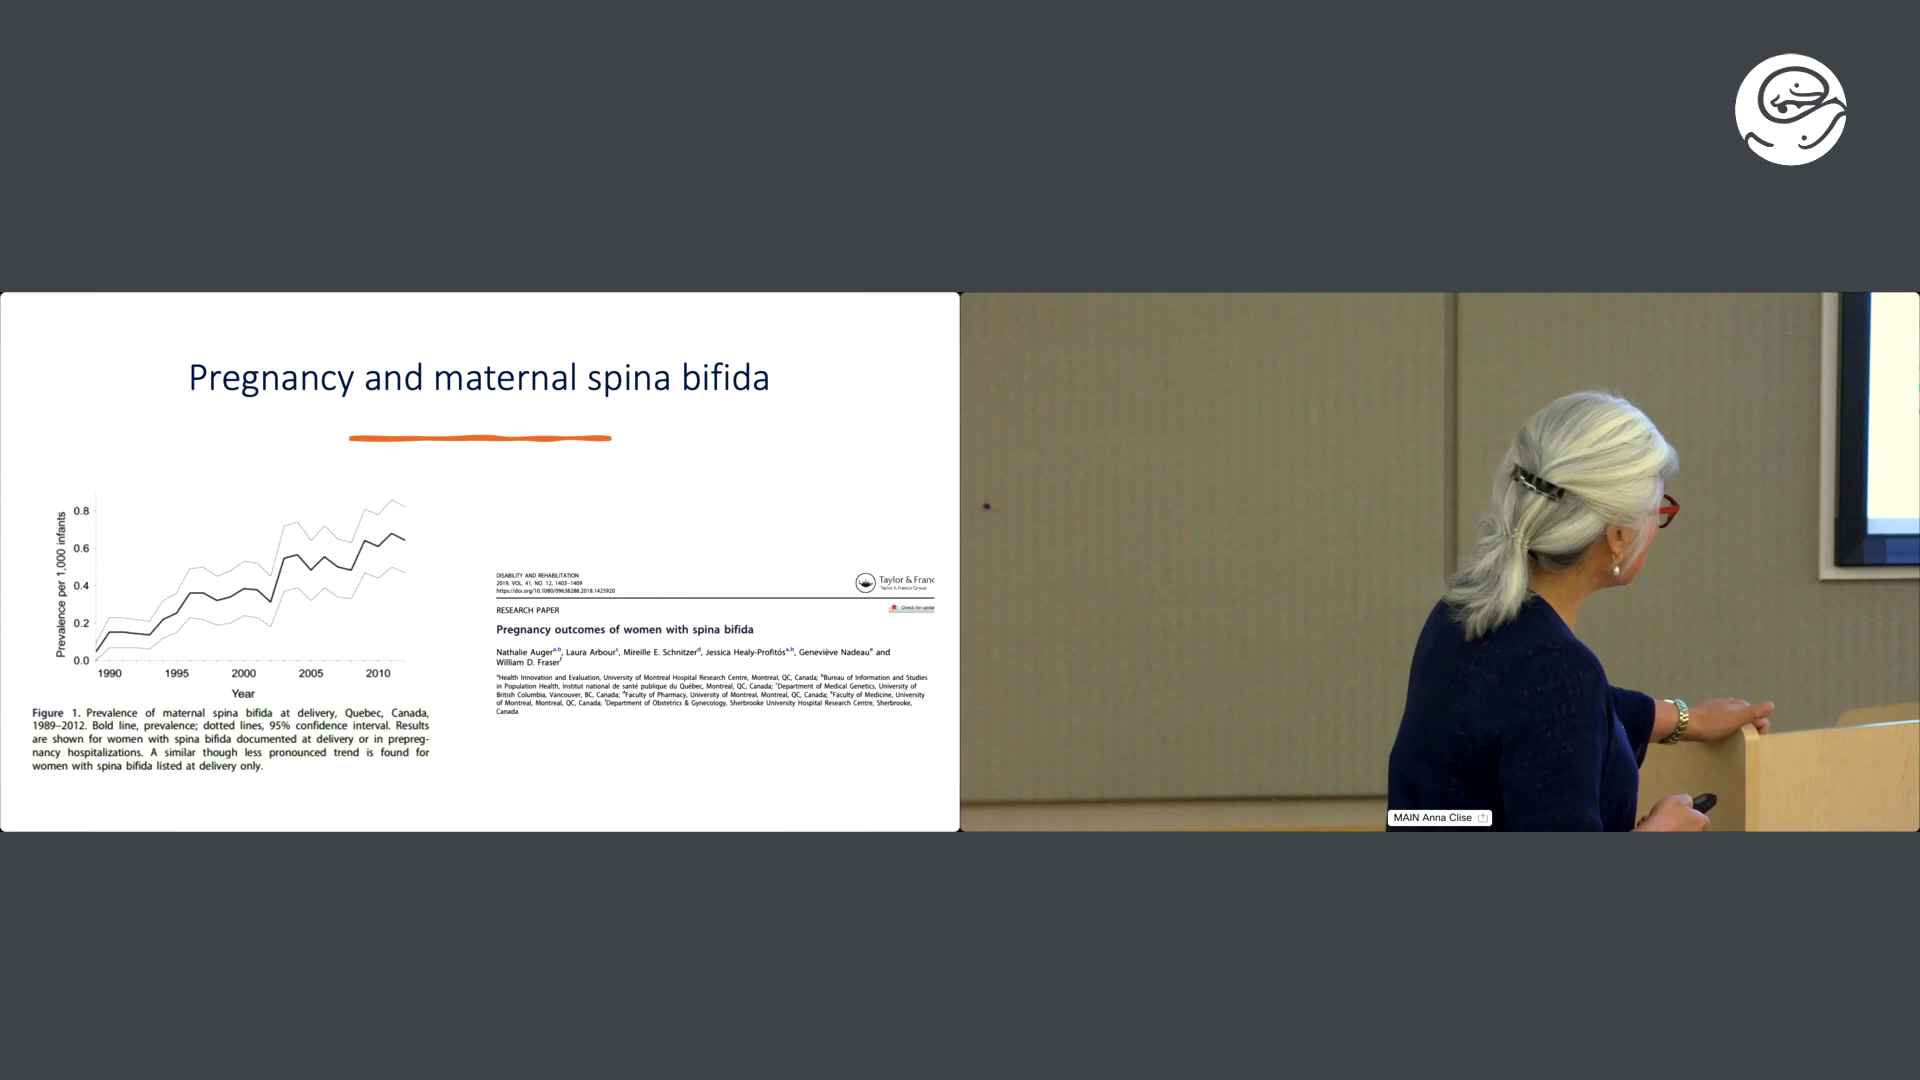 Pregnancy and maternal spina bifida
0.8
0.6
0.4
0.2
0.0
Prevalence per 1,000 infants
1990 1995 2000 2005 2010
Year
Figure 1. Prevalence of maternal spina bifida at delivery, Quebec, Canada,
1989–2012. Bold line, prevalence; dotted lines, 95% confidence interval. Results
are shown for women with spina bifida documented at delivery or in prepreg-
nancy hospitalizations. A similar though less pronounced trend is found for
women with spina bifida listed at delivery only.
DISABILITY AND REHABILITATION
2019, VOL. 41, NO. 12, 1403–1409
https://doi.org/10.1080/09638288.2018.1425920
Taylor & Franc
Taylor & Francis Group
Check for updat
RESEARCH PAPER
Pregnancy outcomes of women with spina bifida
Nathalie Auger^a,b, Laura Arbour^c, Mireille E. Schnitzer^d, Jessica Healy-Profitós^a,b, Geneviève Nadeau^e and
William D. Fraser^f
^aHealth Innovation and Evaluation, University of Montreal Hospital Research Centre, Montreal, QC, Canada; ^bBureau of Information and Studies
in Population Health, Institut national de santé publique du Québec, Montreal, QC, Canada; ^cDepartment of Medical Genetics, University of
British Columbia, Vancouver, BC, Canada; ^dFaculty of Pharmacy, University of Montreal, Montreal, QC, Canada; ^eFaculty of Medicine, University
of Montreal, Montreal, QC, Canada; ^fDepartment of Obstetrics & Gynecology, Sherbrooke University Hospital Research Centre, Sherbrooke,
Canada
MAIN Anna Clise